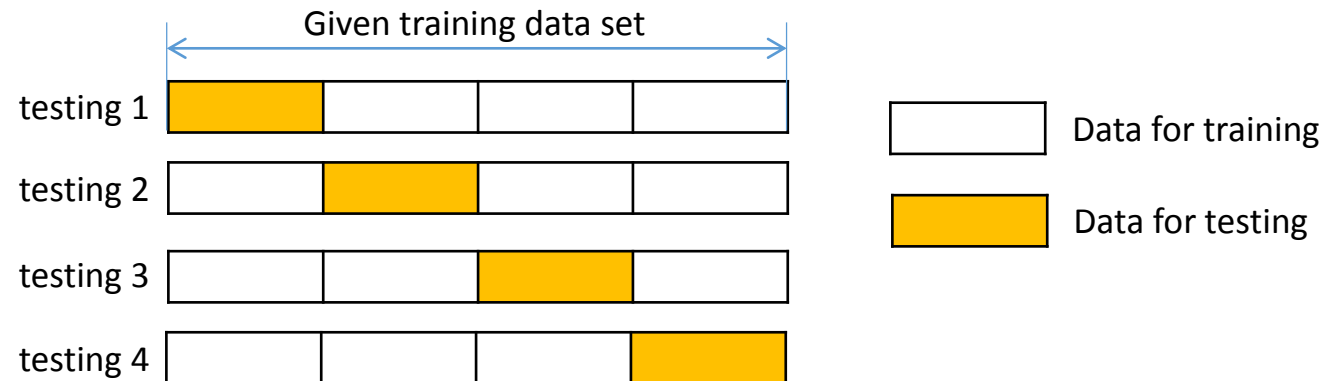 Given training data set
testing 1
testing 2
testing 3
testing 4
Data for training
Data for testing